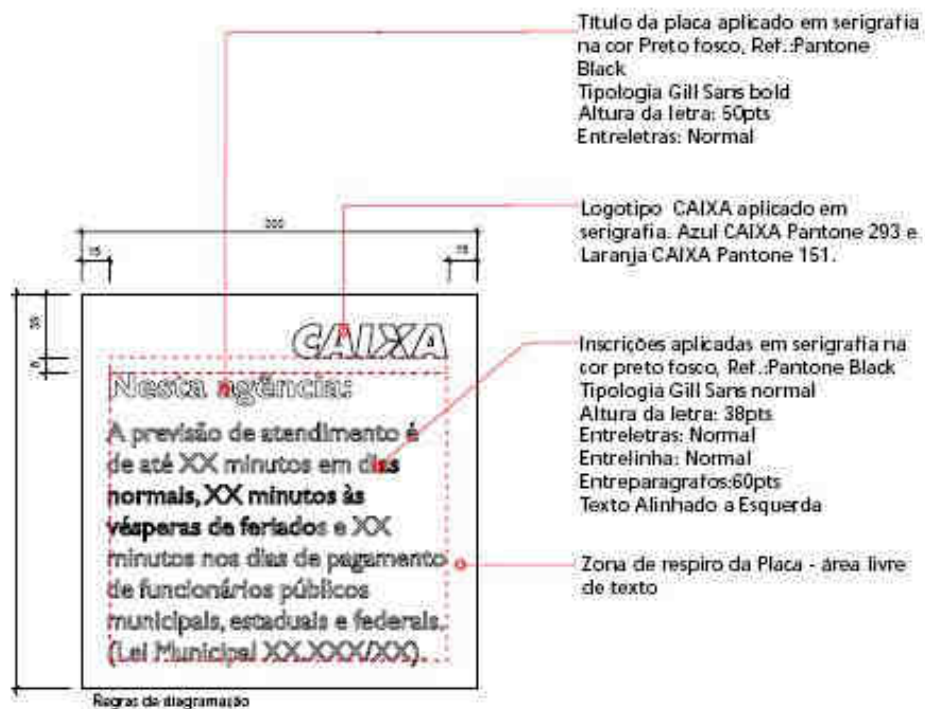 Título da placa aplicado em serigrafia
na cor Preto fosco, Ref.:Pantone
Black
Tipologia Gill Sans bold
Altura da letra: 50pts
Entreletras: Normal
Logotipo CAIXA aplicado em
serigrafia. Azul CAIXA Pantone 293 e
Laranja CAIXA Pantone 151.
15
15
CAIXA
Nesta agência:
A previsão de atendimento é
de até XX minutos em dias
normais, XX minutos às
vésperas de feriados e XX
minutos nos dias de pagamento
de funcionários públicos
municipais, estaduais e federais.
(Lei Municipal XX.XXX/XX).
Inscrições aplicadas em serigrafia na
cor preto fosco, Ref.:Pantone Black
Tipologia Gill Sans normal
Altura da letra: 38pts
Entreletras: Normal
Entrelinha: Normal
Entreparagrafos:60pts
Texto Alinhado a Esquerda
Zona de respiro da Placa - área livre
de texto
Regras de diagramação